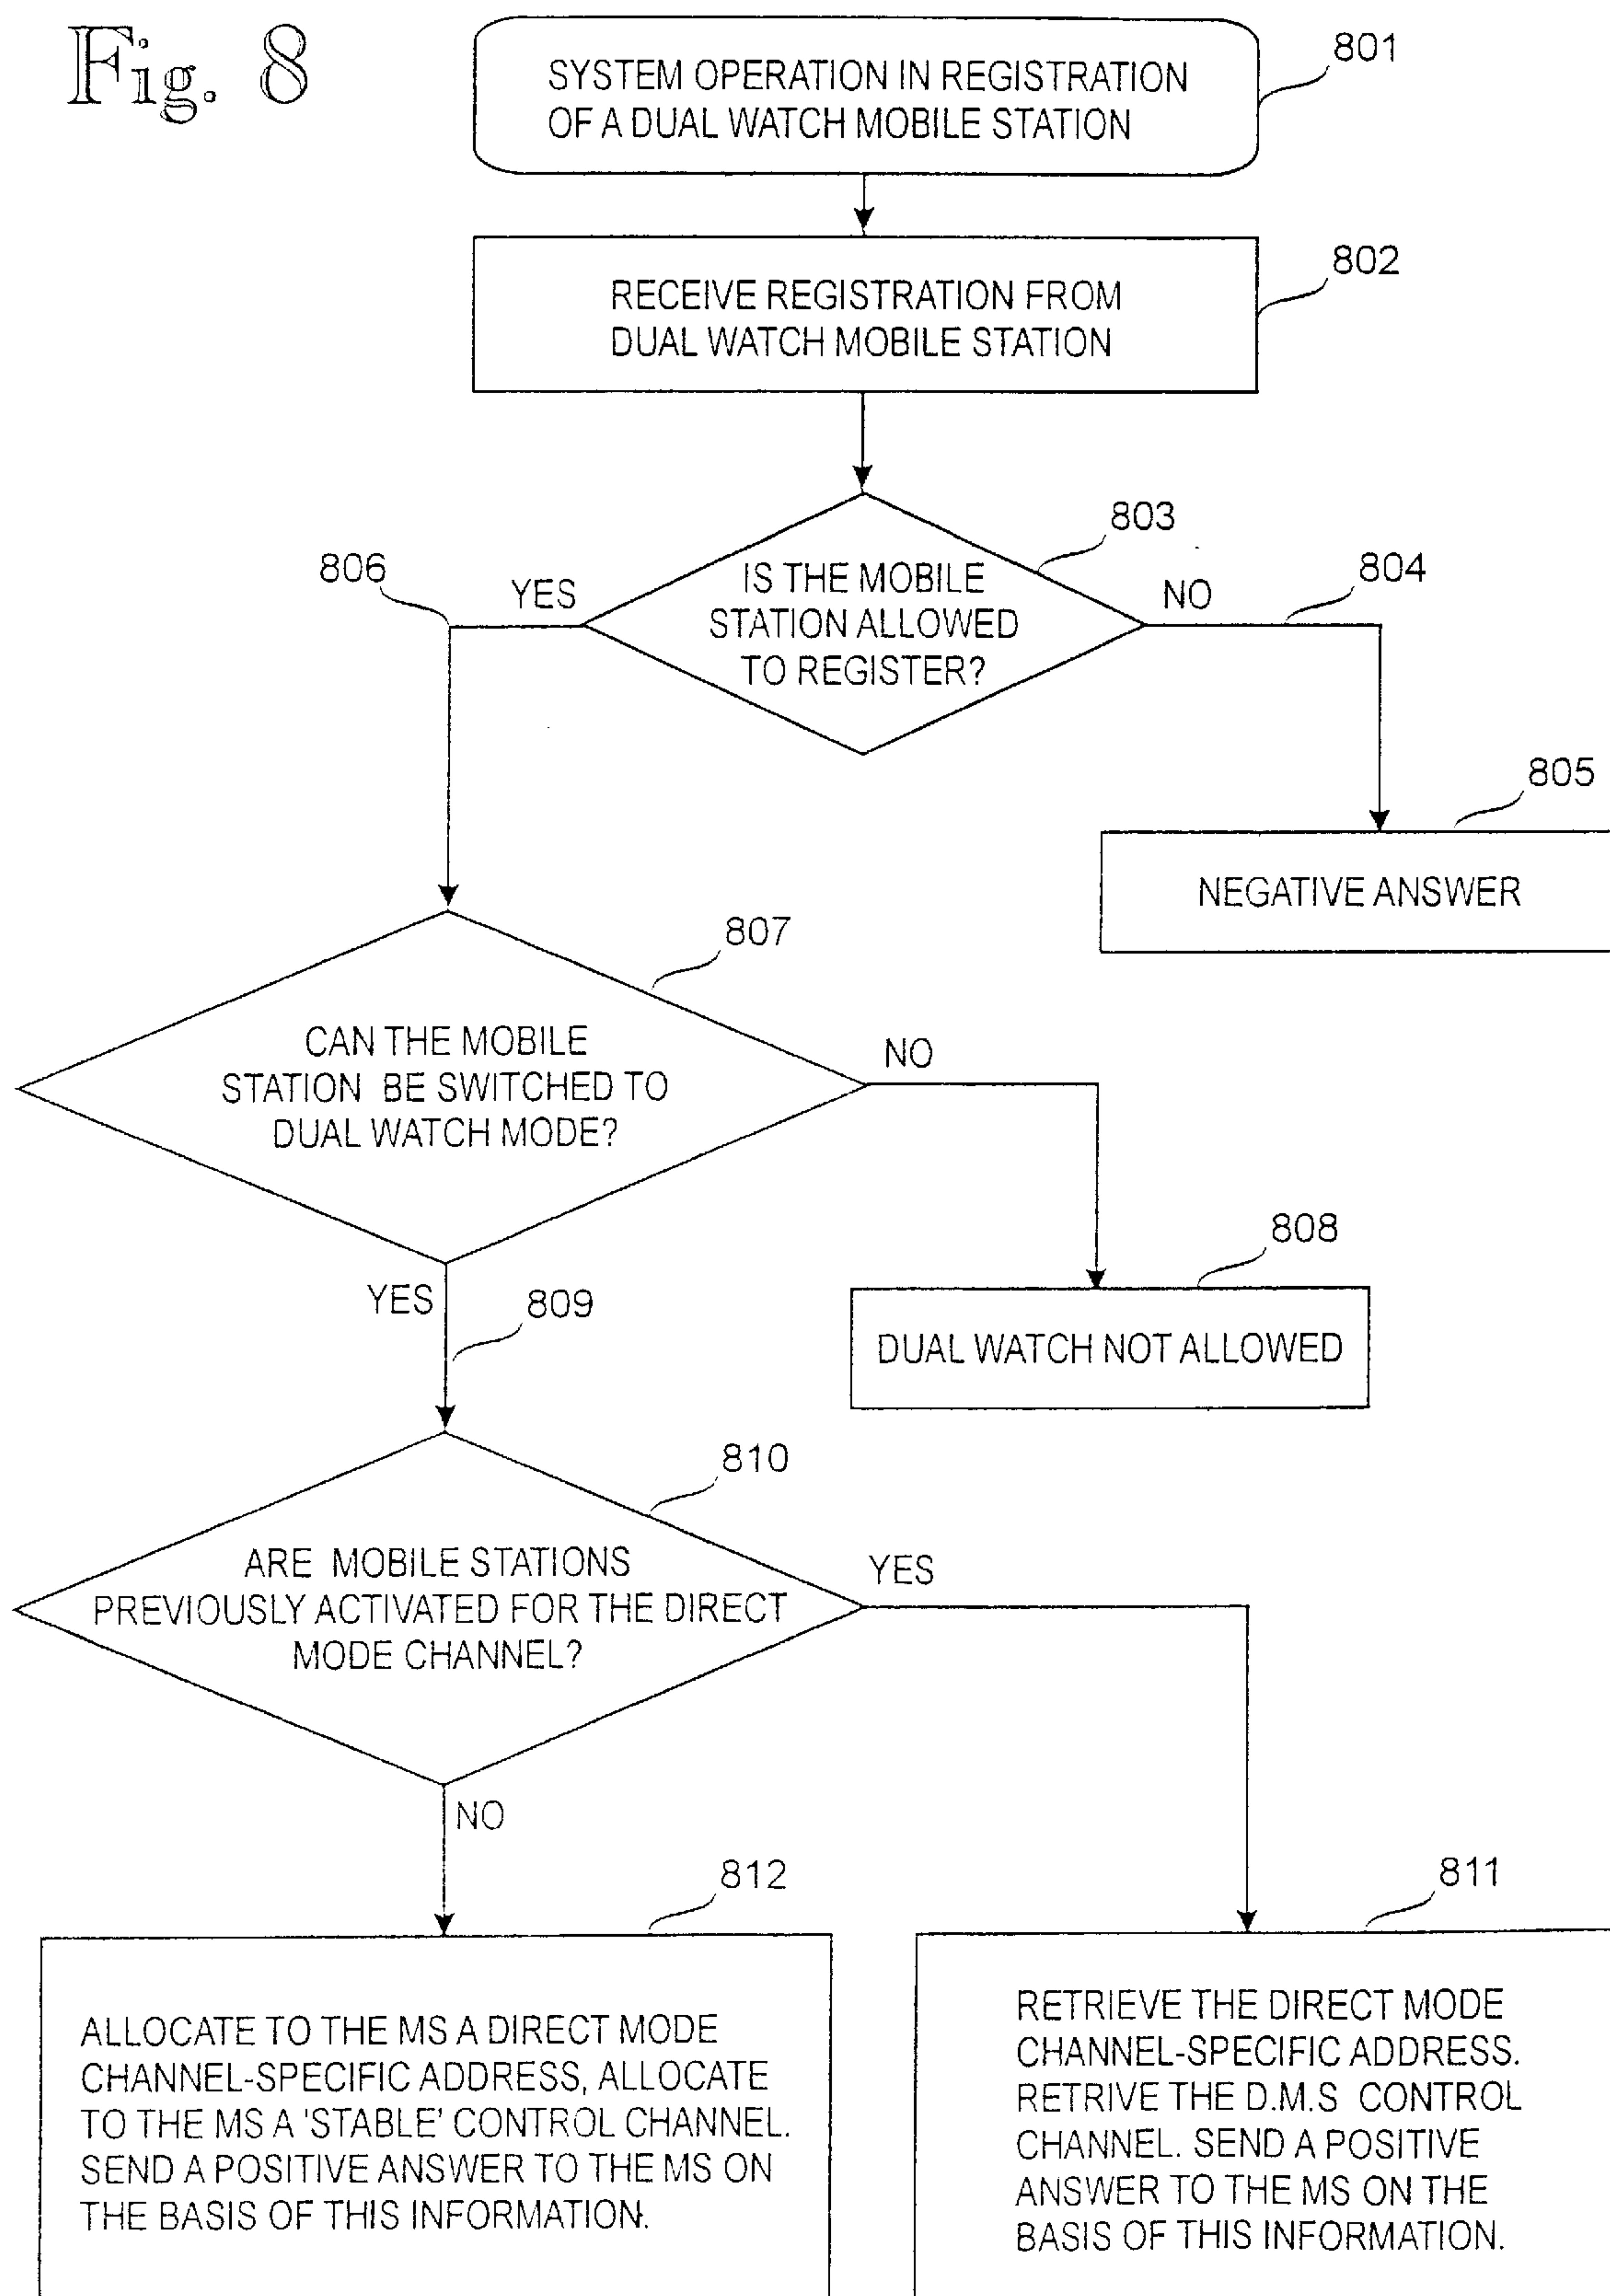 Fig. 8
801
SYSTEM OPERATION IN REGISTRATION
OF A DUAL WATCH MOBILE STATION
802
RECEIVE REGISTRATION FROM
DUAL WATCH MOBILE STATION
803
IS THE MOBILE
STATION ALLOWED
TO REGISTER?
806
YES
NO
804
805
NEGATIVE ANSWER
807
CAN THE MOBILE
STATION BE SWITCHED TO
DUAL WATCH MODE?
NO
808
DUAL WATCH NOT ALLOWED
YES
809
810
ARE MOBILE STATIONS
PREVIOUSLY ACTIVATED FOR THE DIRECT
MODE CHANNEL?
YES
NO
812
ALLOCATE TO THE MS A DIRECT MODE
CHANNEL-SPECIFIC ADDRESS, ALLOCATE
TO THE MS A 'STABLE' CONTROL CHANNEL.
SEND A POSITIVE ANSWER TO THE MS ON
THE BASIS OF THIS INFORMATION.
811
RETRIEVE THE DIRECT MODE
CHANNEL-SPECIFIC ADDRESS.
RETRIVE THE D.M.S CONTROL
CHANNEL. SEND A POSITIVE
ANSWER TO THE MS ON THE
BASIS OF THIS INFORMATION.